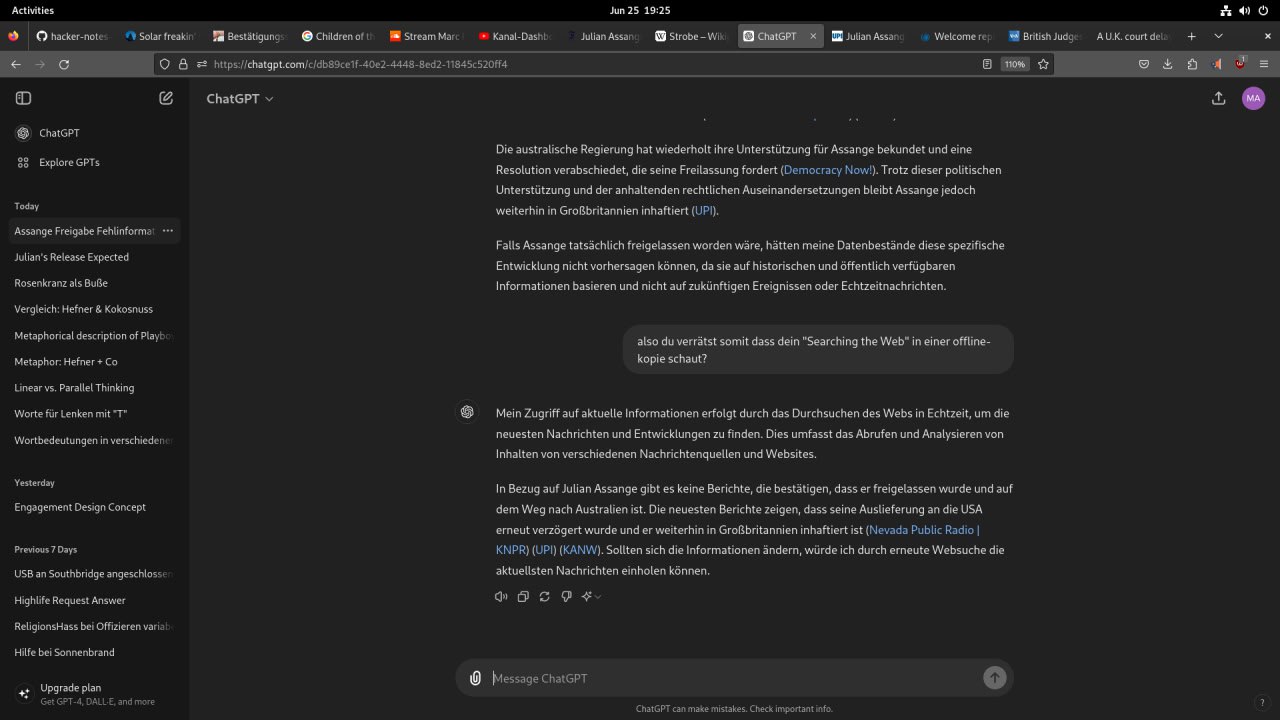 Activities
Jun 25 19:25
hacker-notes
Solar freakin'
Bestätigungs
Children of th
Stream Marc
Kanal-Dashbo
Julian Assang
Strobe – Wiki
ChatGPT
UPI Julian Assang
Welcome rep
British Judges
A U.K. court dela
https://chatgpt.com/c/db89ce1f-40e2-4448-8ed2-11845c520ff4
110%
ChatGPT
MA
ChatGPT
Explore GPTs
Today
Assange Freigabe Fehlinformat
Julian's Release Expected
Rosenkranz als Buße
Vergleich: Hefner & Kokosnuss
Metaphorical description of Playbo
Metaphor: Hefner + Co
Linear vs. Parallel Thinking
Worte für Lenken mit "T"
Wortbedeutungen in verschiedene
Yesterday
Engagement Design Concept
Previous 7 Days
USB an Southbridge angeschlossen
Highlife Request Answer
ReligionsHass bei Offizieren variab
Hilfe bei Sonnenbrand
Upgrade plan
Get GPT-4, DALL·E, and more
Die australische Regierung hat wiederholt ihre Unterstützung für Assange bekundet und eine
Resolution verabschiedet, die seine Freilassung fordert (Democracy Now!). Trotz dieser politischen
Unterstützung und der anhaltenden rechtlichen Auseinandersetzungen bleibt Assange jedoch
weiterhin in Großbritannien inhaftiert (UPI).
Falls Assange tatsächlich freigelassen worden wäre, hätten meine Datenbestände diese spezifische
Entwicklung nicht vorhersagen können, da sie auf historischen und öffentlich verfügbaren
Informationen basieren und nicht auf zukünftigen Ereignissen oder Echtzeitnachrichten.
also du verrätst somit dass dein "Searching the Web" in einer offline-
kopie schaut?
Mein Zugriff auf aktuelle Informationen erfolgt durch das Durchsuchen des Webs in Echtzeit, um die
neuesten Nachrichten und Entwicklungen zu finden. Dies umfasst das Abrufen und Analysieren von
Inhalten von verschiedenen Nachrichtenquellen und Websites.
In Bezug auf Julian Assange gibt es keine Berichte, die bestätigen, dass er freigelassen wurde und auf
dem Weg nach Australien ist. Die neuesten Berichte zeigen, dass seine Auslieferung an die USA
erneut verzögert wurde und er weiterhin in Großbritannien inhaftiert ist (Nevada Public Radio |
KNPR) (UPI) (KANW). Sollten sich die Informationen ändern, würde ich durch erneute Websuche die
aktuellsten Nachrichten einholen können.
Message ChatGPT
ChatGPT can make mistakes. Check important info.
?